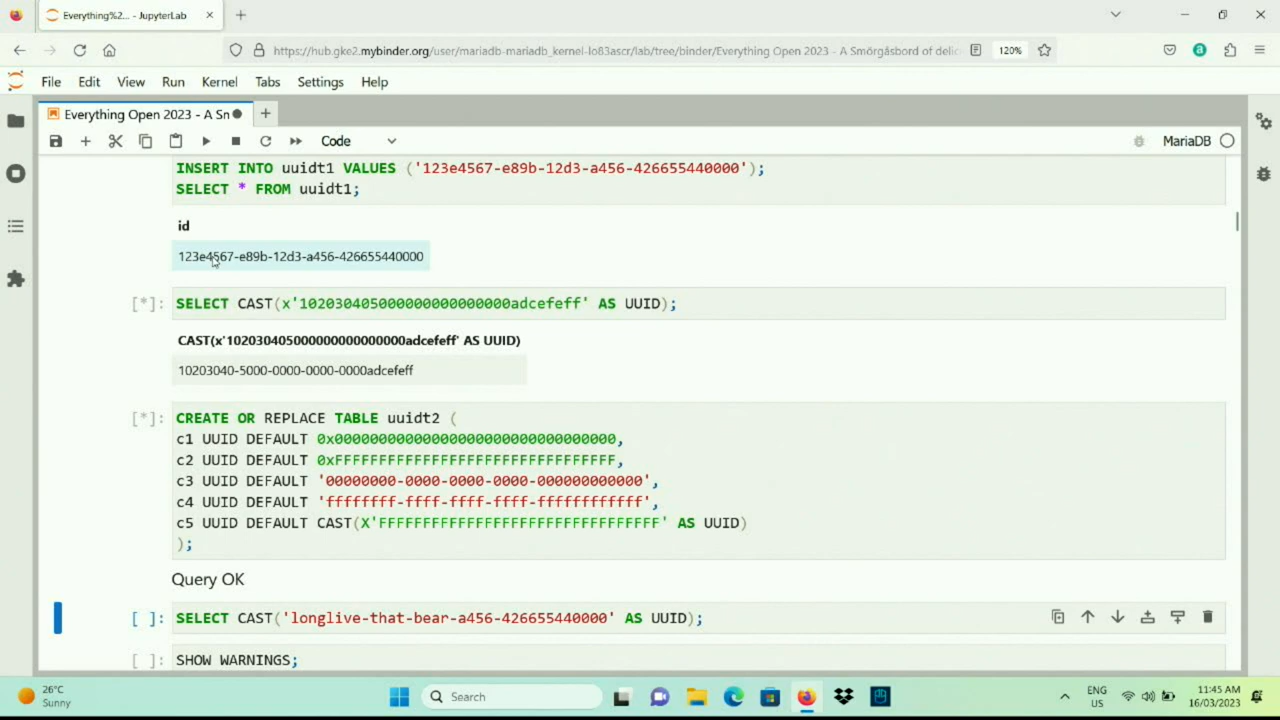 Everything%2... - JupyterLab
https://hub.gke2.mybinder.org/user/mariadb-mariadb_kernel-lo83ascr/lab/tree/binder/Everything Open 2023 - A Smörgåsbord of deli
120%
File Edit View Run Kernel Tabs Settings Help
Everything Open 2023 - A Sm
Code
MariaDB
INSERT INTO uuidt1 VALUES ('123e4567-e89b-12d3-a456-426655440000');
SELECT * FROM uuidt1;
id
123e4567-e89b-12d3-a456-426655440000
[*]: SELECT CAST(x'102030405000000000000000adcefeff' AS UUID);
CAST(x'102030405000000000000000adcefeff' AS UUID)
10203040-5000-0000-0000-0000adcefeff
[*]: CREATE OR REPLACE TABLE uuidt2 (
c1 UUID DEFAULT 0x00000000000000000000000000000000,
c2 UUID DEFAULT 0xFFFFFFFFFFFFFFFFFFFFFFFFFFFFFFFF,
c3 UUID DEFAULT '00000000-0000-0000-0000-000000000000',
c4 UUID DEFAULT 'ffffffff-ffff-ffff-ffff-ffffffffffff',
c5 UUID DEFAULT CAST(X'FFFFFFFFFFFFFFFFFFFFFFFFFFFFFFFF' AS UUID)
);
Query OK
[ ]: SELECT CAST('longlive-that-bear-a456-426655440000' AS UUID);
[ ]: SHOW WARNINGS;
26°C
Sunny
Search
ENG
US
11:45 AM
16/03/2023